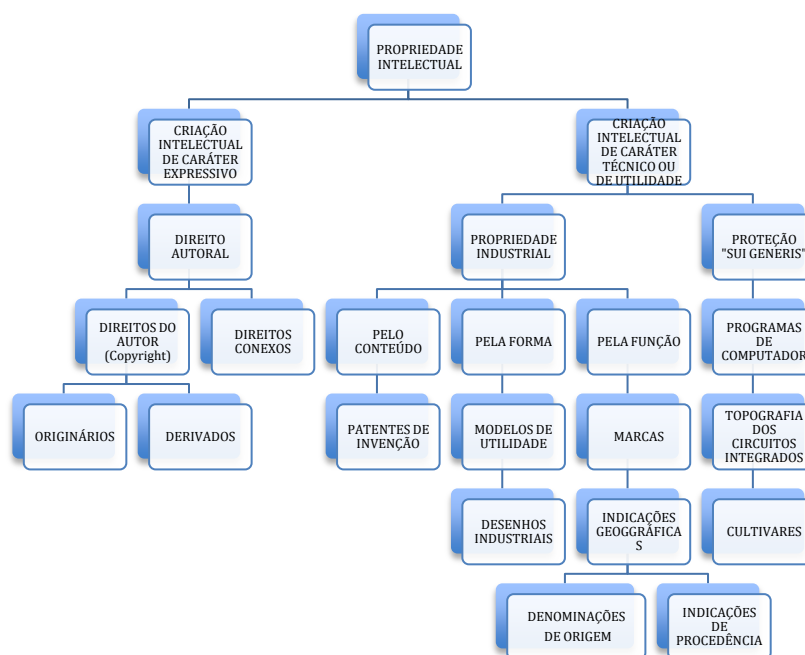 PROPRIEDADE
INTELECTUAL
CRIAÇÃO
INTELECTUAL
DE CARÁTER
EXPRESSIVO
CRIAÇÃO
INTELECTUAL
DE CARÁTER
TÉCNICO OU
DE UTILIDADE
DIREITO
AUTORAL
PROPRIEDADE
INDUSTRIAL
PROTEÇÃO
"SUI GENERIS"
DIREITOS DO
AUTOR
(Copyright)
DIREITOS
CONEXOS
PELO
CONTEÚDO
PELA FORMA
PELA FUNÇÃO
PROGRAMAS
DE
COMPUTADOR
ORIGINÁRIOS
DERIVADOS
PATENTES DE
INVENÇÃO
MODELOS DE
UTILIDADE
MARCAS
TOPOGRAFIA
DOS
CIRCUITOS
INTEGRADOS
DESENHOS
INDUSTRIAIS
INDICAÇÕES
GEOGGRÁFICA
S
CULTIVARES
DENOMINAÇÕES
DE ORIGEM
INDICAÇÕES
DE
PROCEDÊNCIA